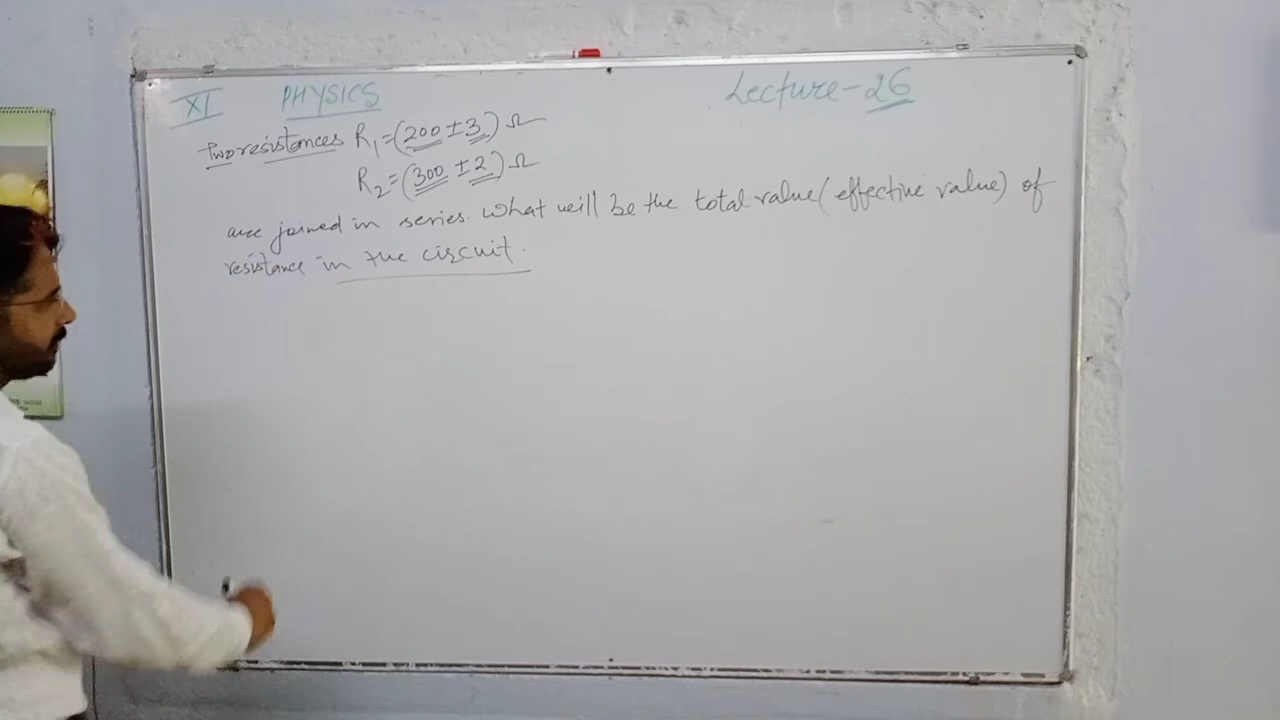 XI PHYSICS Lecture-26
Two resistances R₁=(200±3)Ω
R₂=(300±2)Ω
are joined in series. What will be the total value (effective value) of
resistance in the circuit.